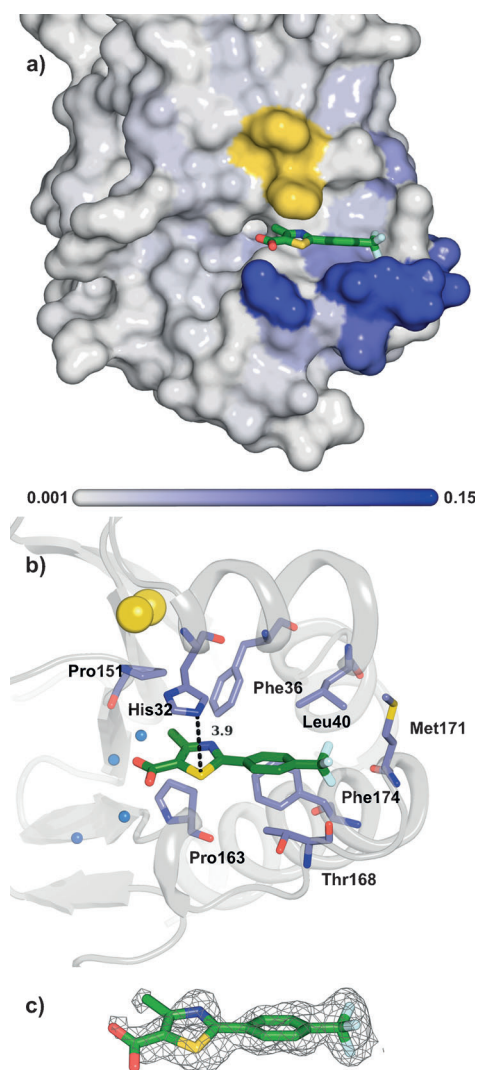 a)
0.001 0.15
b)
Pro151
His32
Phe36
3.9
Leu40
Met171
Phe174
Pro163
Thr168
c)